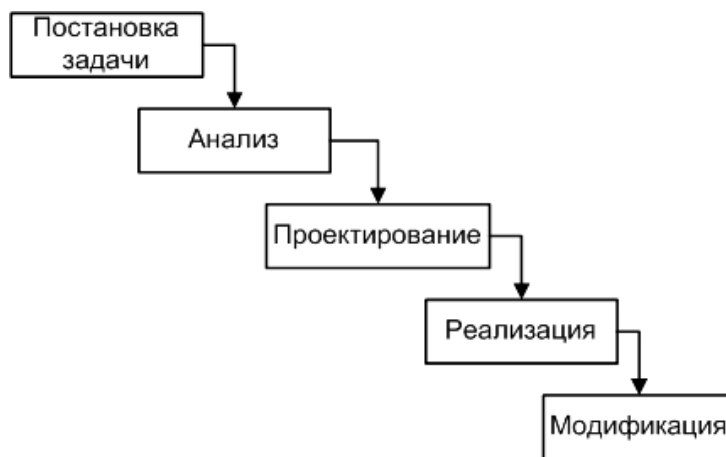 Постановка
задачи
Анализ
Проектирование
Реализация
Модификация